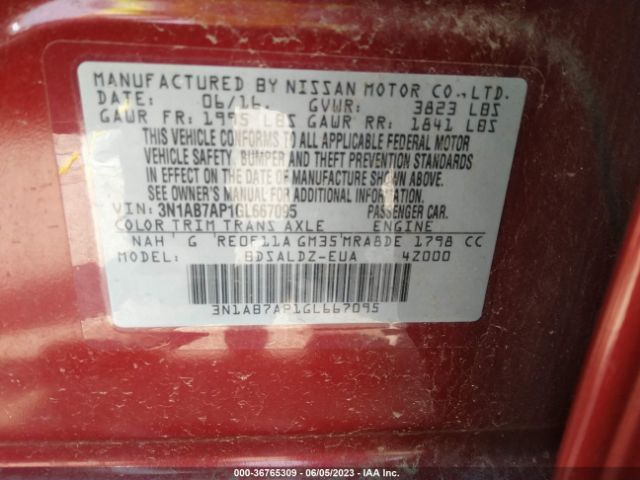 MANUFACTURED BY NISSAN MOTOR CO.,LTD.
DATE: 06/16. GVWR: 3823 LBS
GAWR FR: 1995 LBS GAWR RR: 1841 LBS
THIS VEHICLE CONFORMS TO ALL APPLICABLE FEDERAL MOTOR
VEHICLE SAFETY, BUMPER AND THEFT PREVENTION STANDARDS
IN EFFECT ON THE DATE OF MANUFACTURE SHOWN ABOVE.
SEE OWNER'S MANUAL FOR ADDITIONAL INFORMATION.
VIN: 3N1AB7AP1GL667095 PASSENGER CAR.
COLOR TRIM TRANS AXLE ENGINE
NAH G RE0F11A GM35 MRA8DE 1798 CC
MODEL: BDSALDZ-EUA 4Z000
3N1AB7AP1GL667095
000-36765309 | 06/05/2023 | IAA Inc.